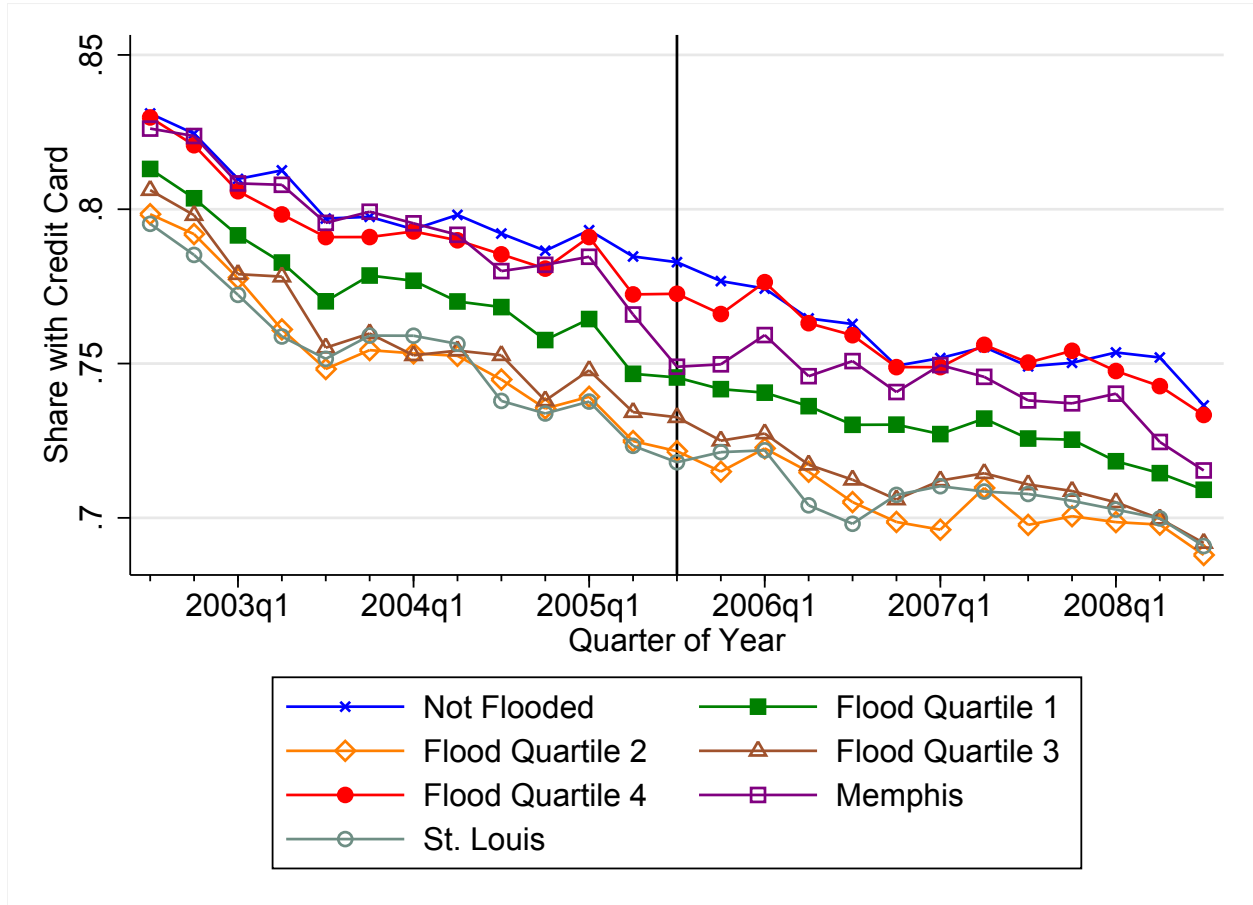 .85
.8
.75
.7
Share with Credit Card
2003q1 2004q1 2005q1 2006q1 2007q1 2008q1
Quarter of Year
Not Flooded Flood Quartile 1
Flood Quartile 2 Flood Quartile 3
Flood Quartile 4 Memphis
St. Louis